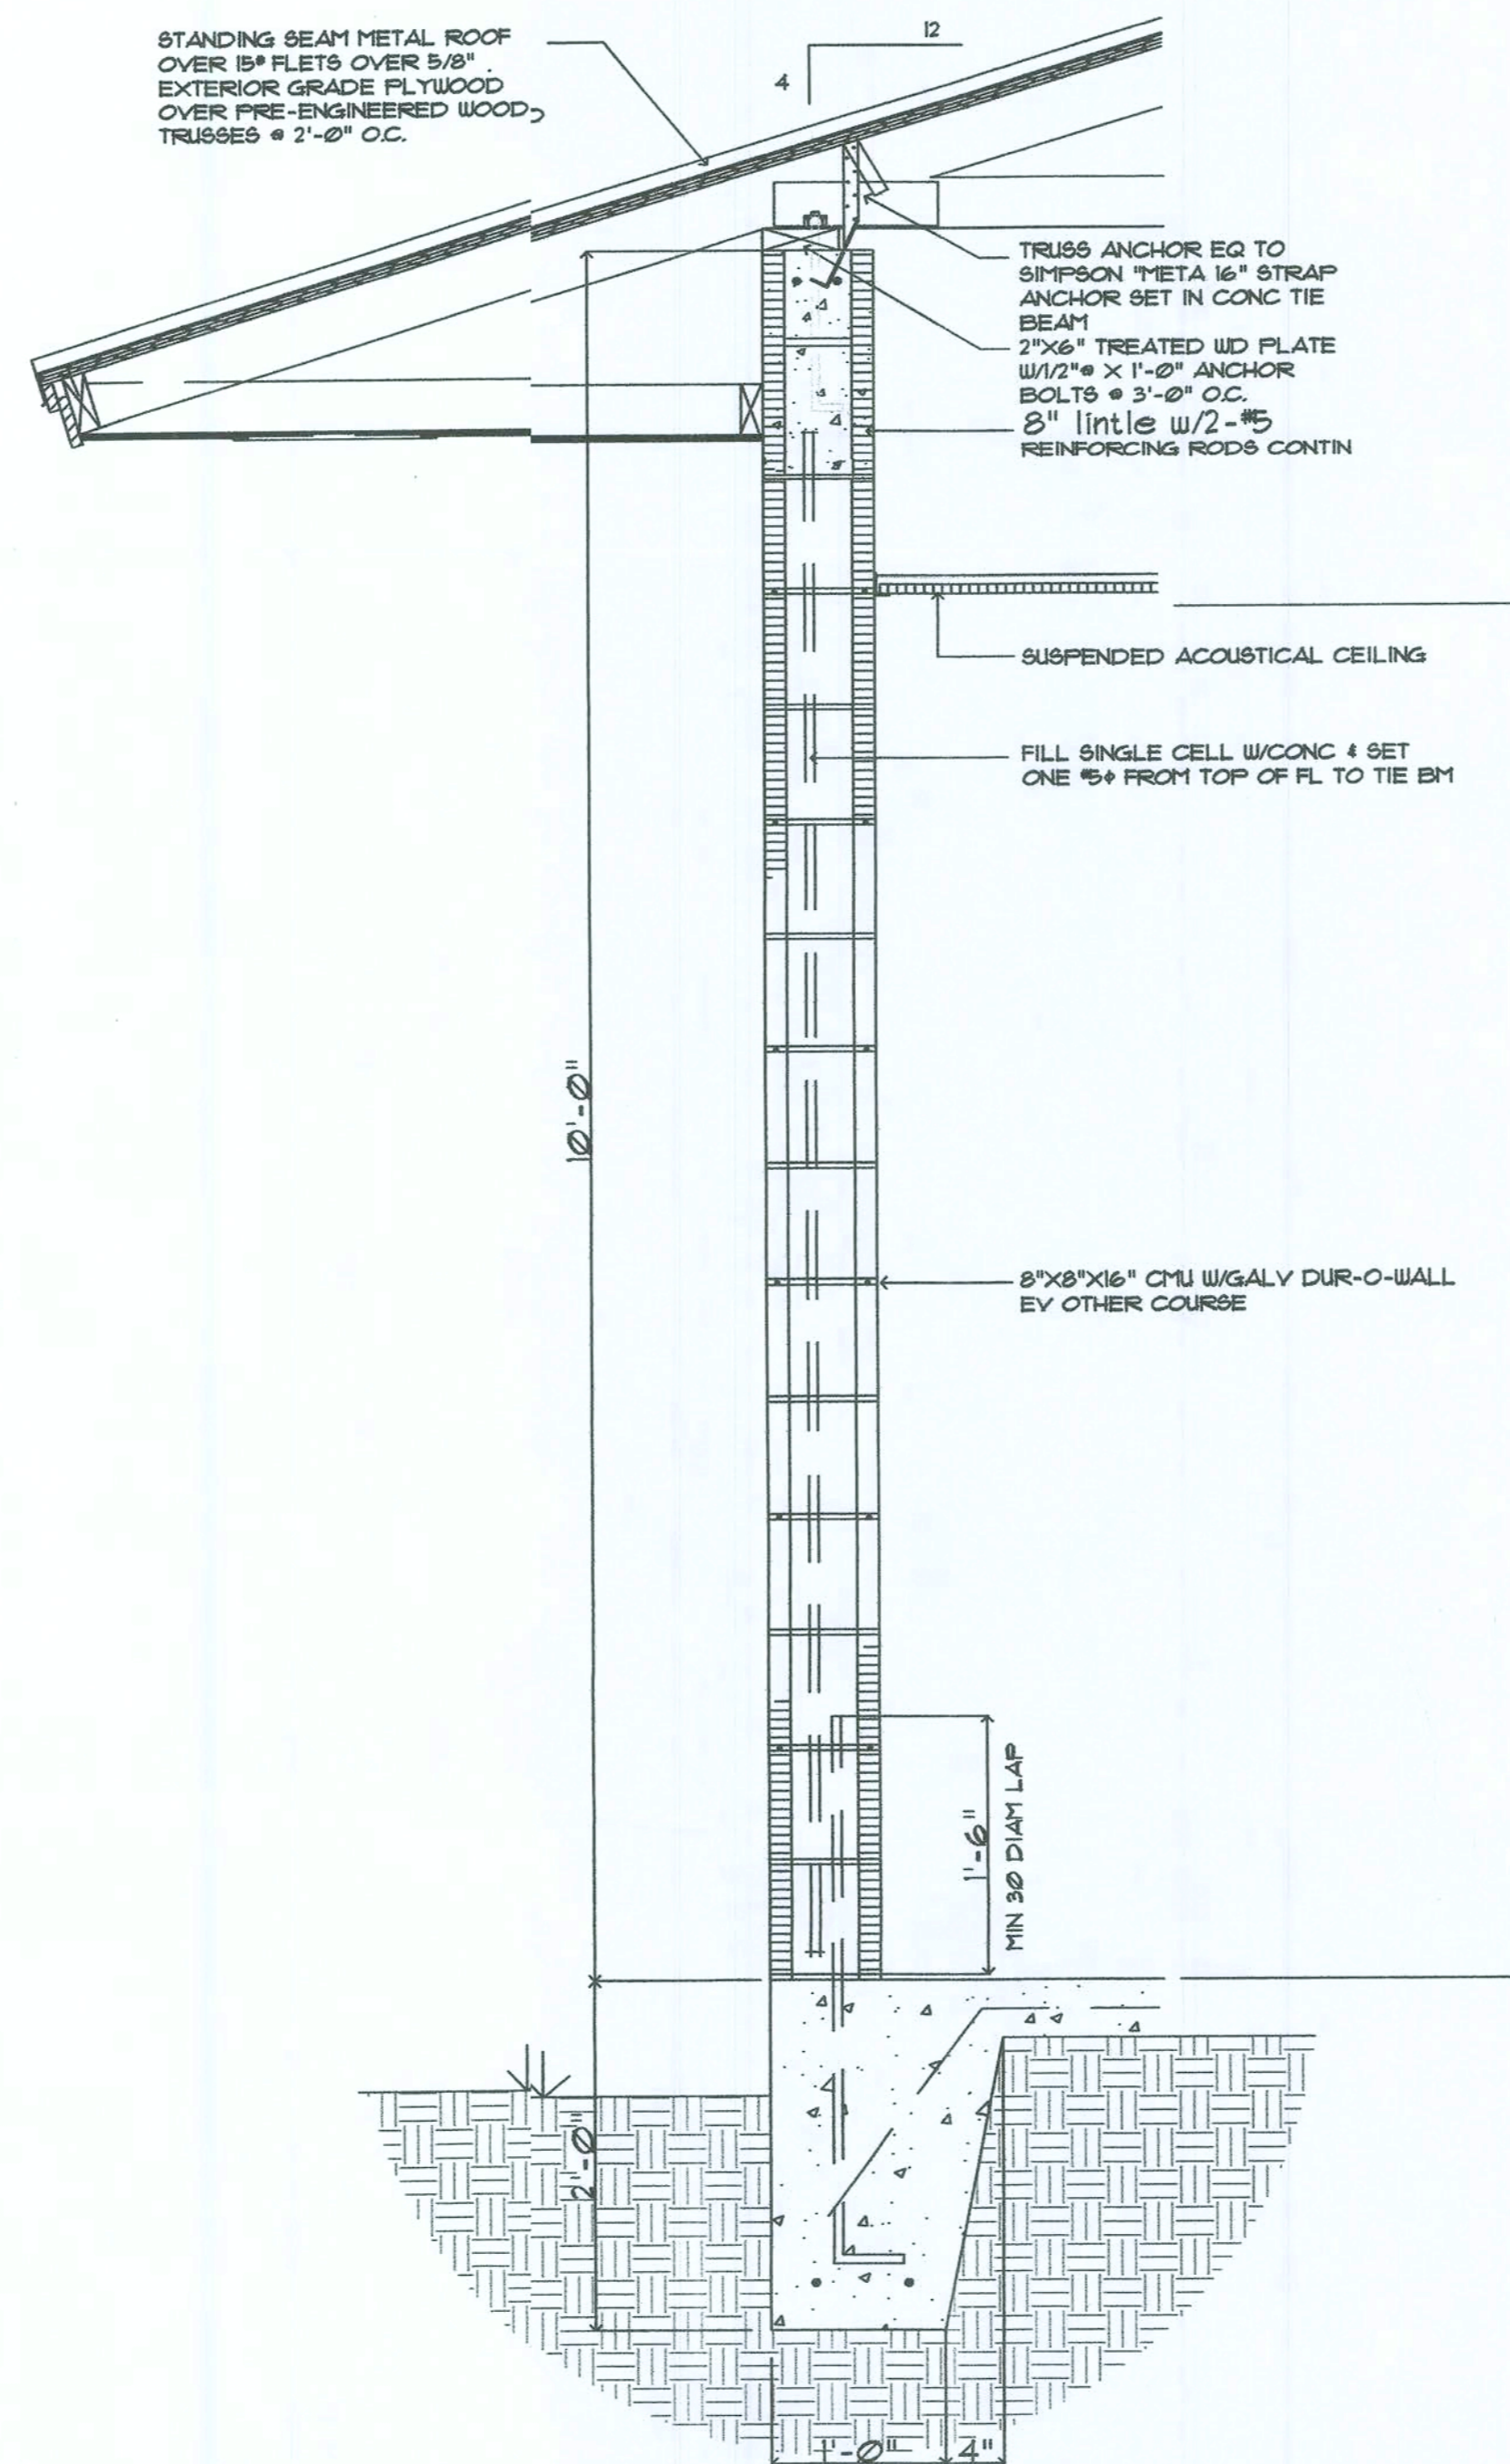 STANDING SEAM METAL ROOF
OVER 15# FLETS OVER 5/8"
EXTERIOR GRADE PLYWOOD
OVER PRE-ENGINEERED WOOD
TRUSSES @ 2'-0" O.C.
12
4
TRUSS ANCHOR EQ TO
SIMPSON "META 16" STRAP
ANCHOR SET IN CONC TIE
BEAM
2"X6" TREATED WD PLATE
W/1/2"ø X 1'-0" ANCHOR
BOLTS @ 3'-0" O.C.
8" lintle w/2-#5
REINFORCING RODS CONTIN
SUSPENDED ACOUSTICAL CEILING
FILL SINGLE CELL W/CONC & SET
ONE #5ø FROM TOP OF FL TO TIE BM
10'-0"
8"X8"X16" CMU W/GALV DUR-O-WALL
EV OTHER COURSE
1'-6"
MIN 30 DIAM LAP
2'-0"
1'-0"
4"